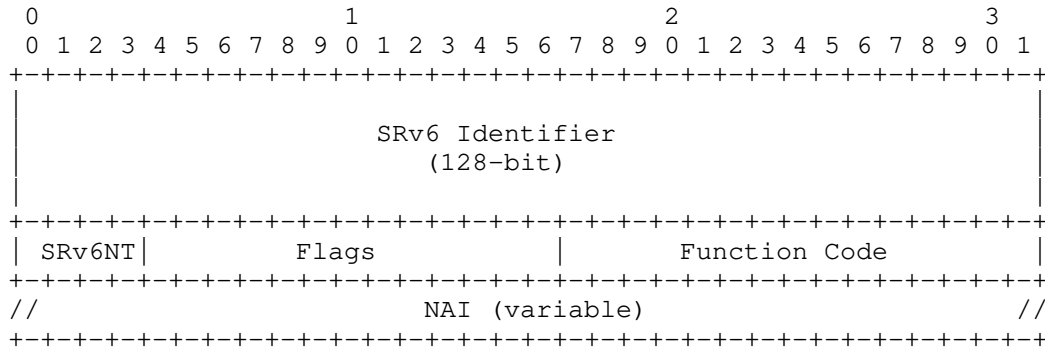 0                   1                   2                   3
0 1 2 3 4 5 6 7 8 9 0 1 2 3 4 5 6 7 8 9 0 1 2 3 4 5 6 7 8 9 0 1
+-+-+-+-+-+-+-+-+-+-+-+-+-+-+-+-+-+-+-+-+-+-+-+-+-+-+-+-+-+-+-+-+
SRv6 Identifier
(128-bit)
+-+-+-+-+-+-+-+-+-+-+-+-+-+-+-+-+-+-+-+-+-+-+-+-+-+-+-+-+-+-+-+-+
| SRv6NT| Flags | Function Code |
+-+-+-+-+-+-+-+-+-+-+-+-+-+-+-+-+-+-+-+-+-+-+-+-+-+-+-+-+-+-+-+-+
// NAI (variable) //
+-+-+-+-+-+-+-+-+-+-+-+-+-+-+-+-+-+-+-+-+-+-+-+-+-+-+-+-+-+-+-+-+